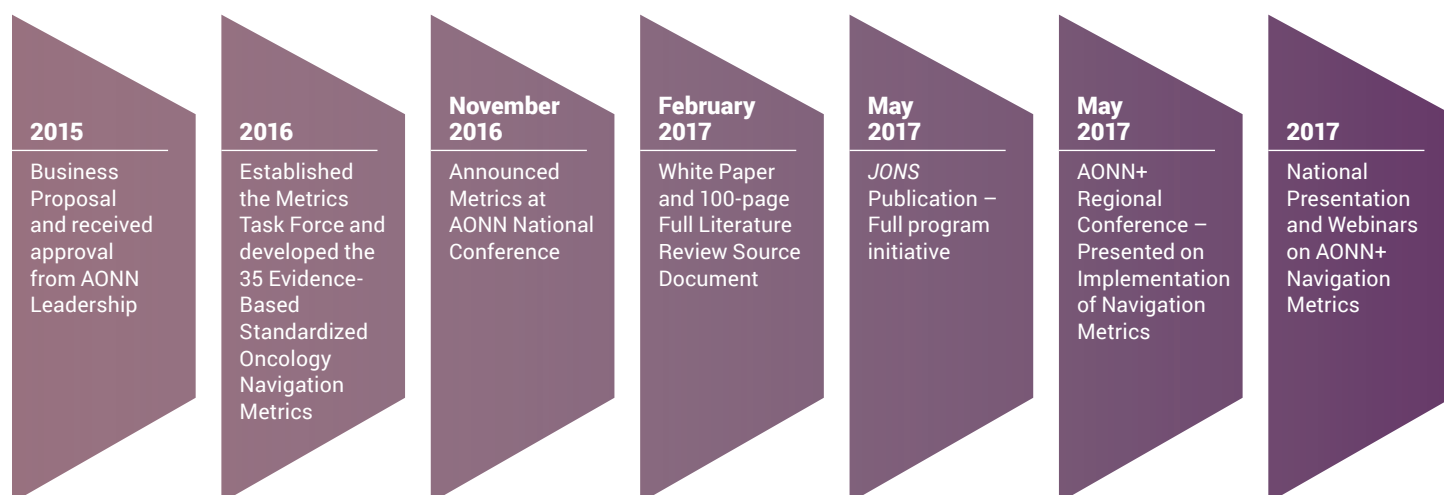 2015
Business
Proposal
and received
approval
from AONN
Leadership
2016
Established
the Metrics
Task Force and
developed the
35 Evidence-
Based
Standardized
Oncology
Navigation
Metrics
November
2016
Announced
Metrics at
AONN National
Conference
February
2017
White Paper
and 100-page
Full Literature
Review Source
Document
May
2017
JONS
Publication –
Full program
initiative
May
2017
AONN+
Regional
Conference –
Presented on
Implementation
of Navigation
Metrics
2017
National
Presentation
and Webinars
on AONN+
Navigation
Metrics